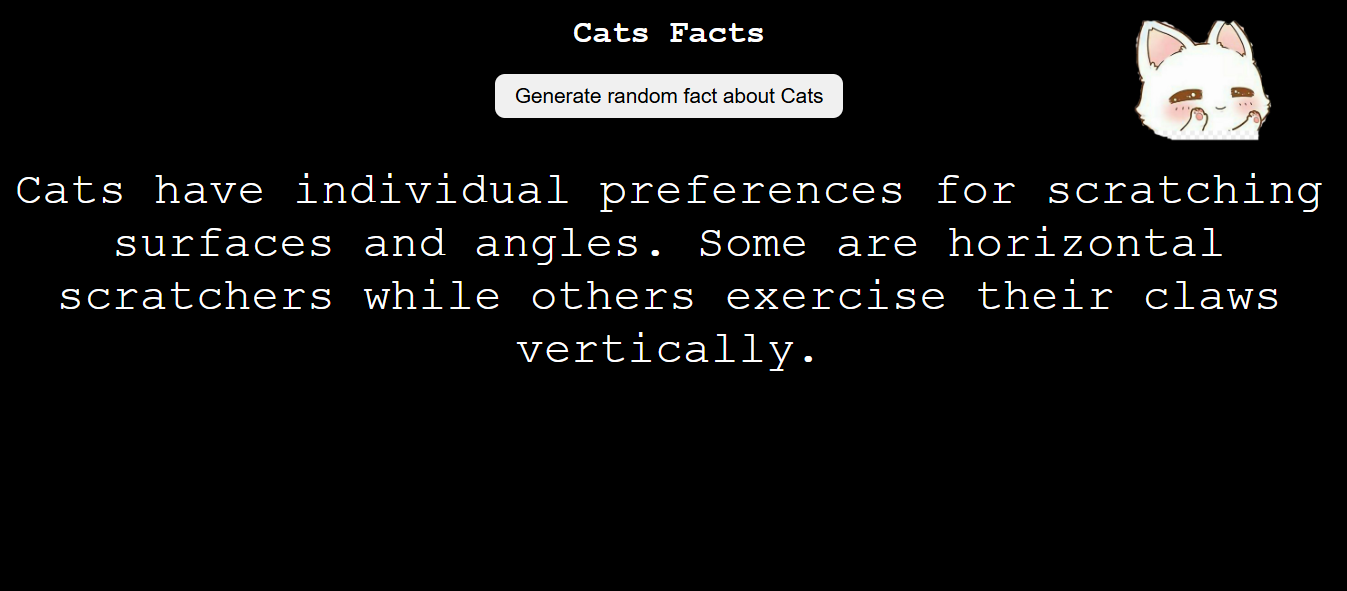 Cats Facts
Generate random fact about Cats
Cats have individual preferences for scratching
surfaces and angles. Some are horizontal
scratchers while others exercise their claws
vertically.